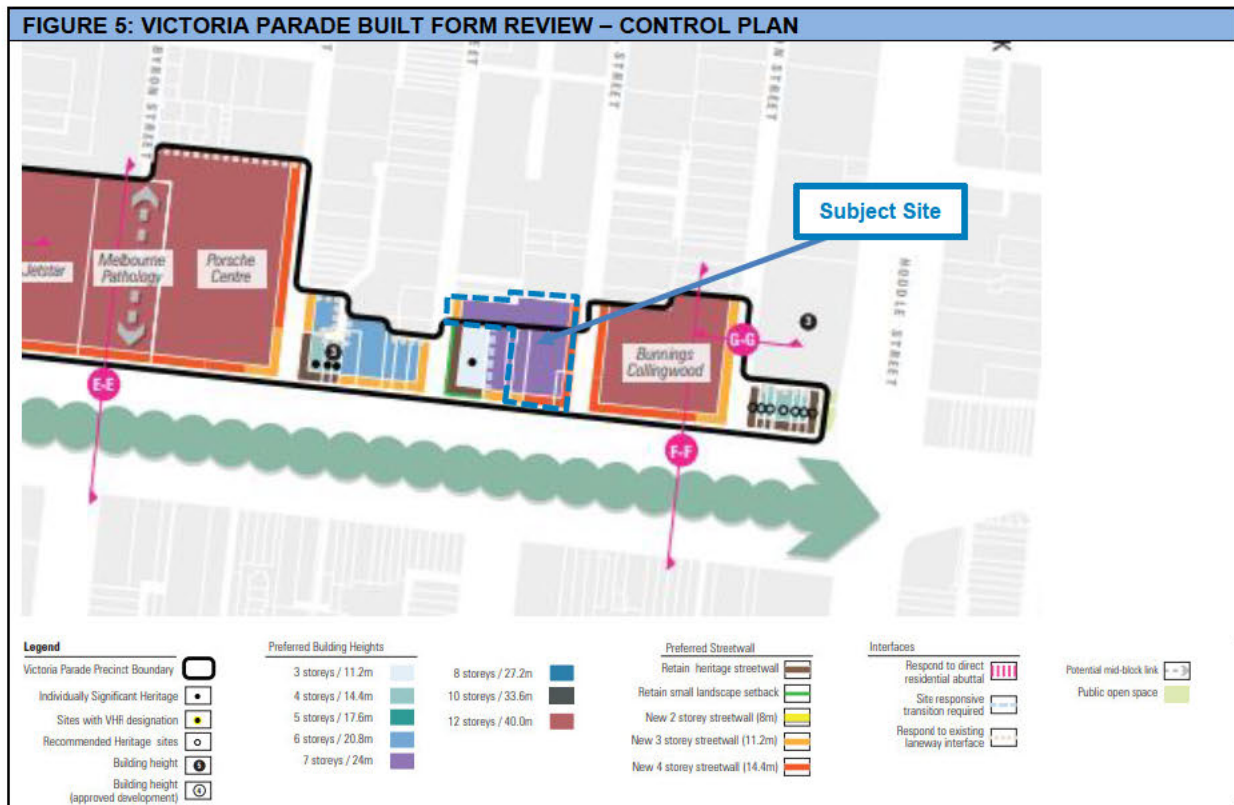 FIGURE 5: VICTORIA PARADE BUILT FORM REVIEW – CONTROL PLAN
BYRON STREET
T
STREET
STREET
N STREET
K
HODDLE STREET
Subject Site
Jetstar
Melbourne
Pathology
Porsche
Centre
3
3
Bunnings
Collingwood
G-G
E-E
F-F
Legend
Victoria Parade Precinct Boundary
Individually Significant Heritage
Sites with VHR designation
Recommended Heritage sites
Building height 5
Building height
(approved development) 4
Preferred Building Heights
3 storeys / 11.2m
4 storeys / 14.4m
5 storeys / 17.6m
6 storeys / 20.8m
7 storeys / 24m
8 storeys / 27.2m
10 storeys / 33.6m
12 storeys / 40.0m
Preferred Streetwall
Retain heritage streetwall
Retain small landscape setback
New 2 storey streetwall (8m)
New 3 storey streetwall (11.2m)
New 4 storey streetwall (14.4m)
Interfaces
Respond to direct
residential abuttal
Site responsive
transition required
Respond to existing
laneway interface
Potential mid-block link
Public open space